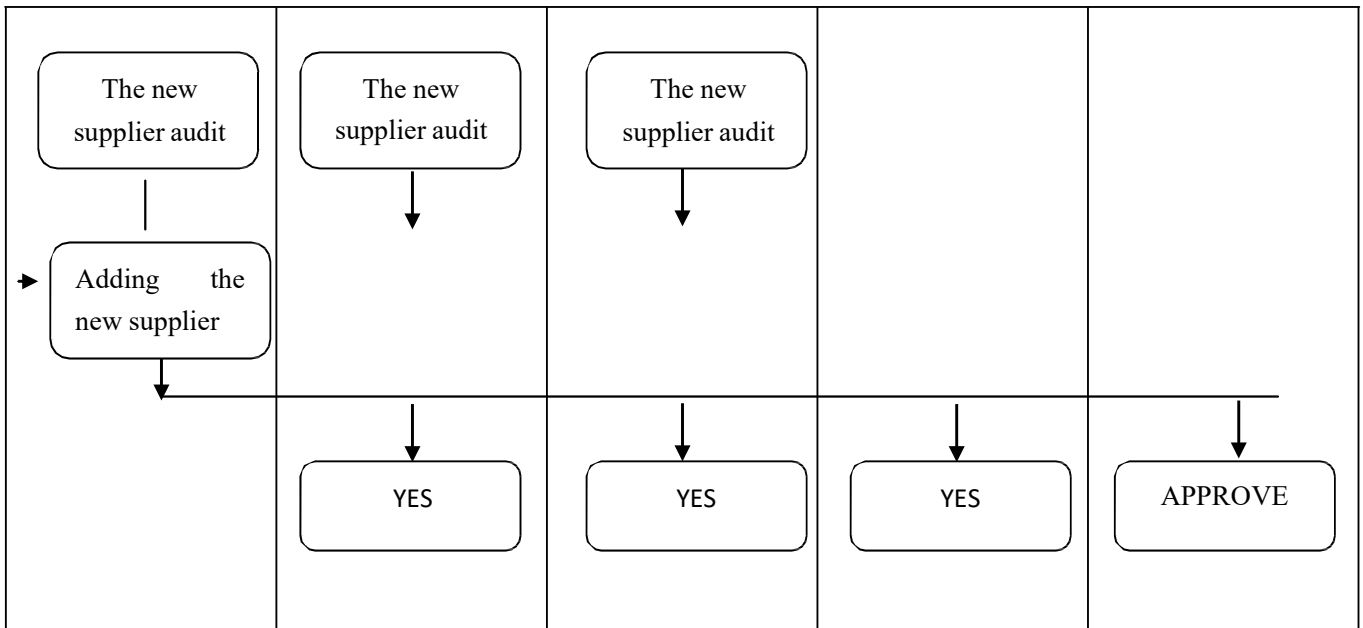 The new
supplier audit
The new
supplier audit
The new
supplier audit
Adding the
new supplier
YES
YES
YES
APPROVE